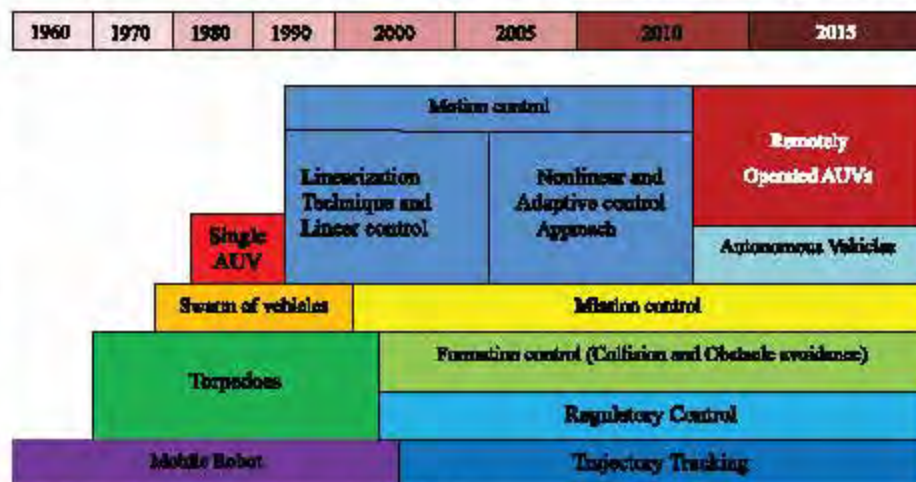 1960 1970 1980 1990 2000 2005 2010 2015
Motion control
Remotely
Operated AUVs
Linearization
Technique and
Linear control
Nonlinear and
Adaptive control
Approach
Single
AUV
Autonomous Vehicles
Swarm of vehicles
Mission control
Torpedoes
Formation control (Collision and Obstacle avoidance)
Regulatory Control
Mobile Robot
Trajectory Tracking